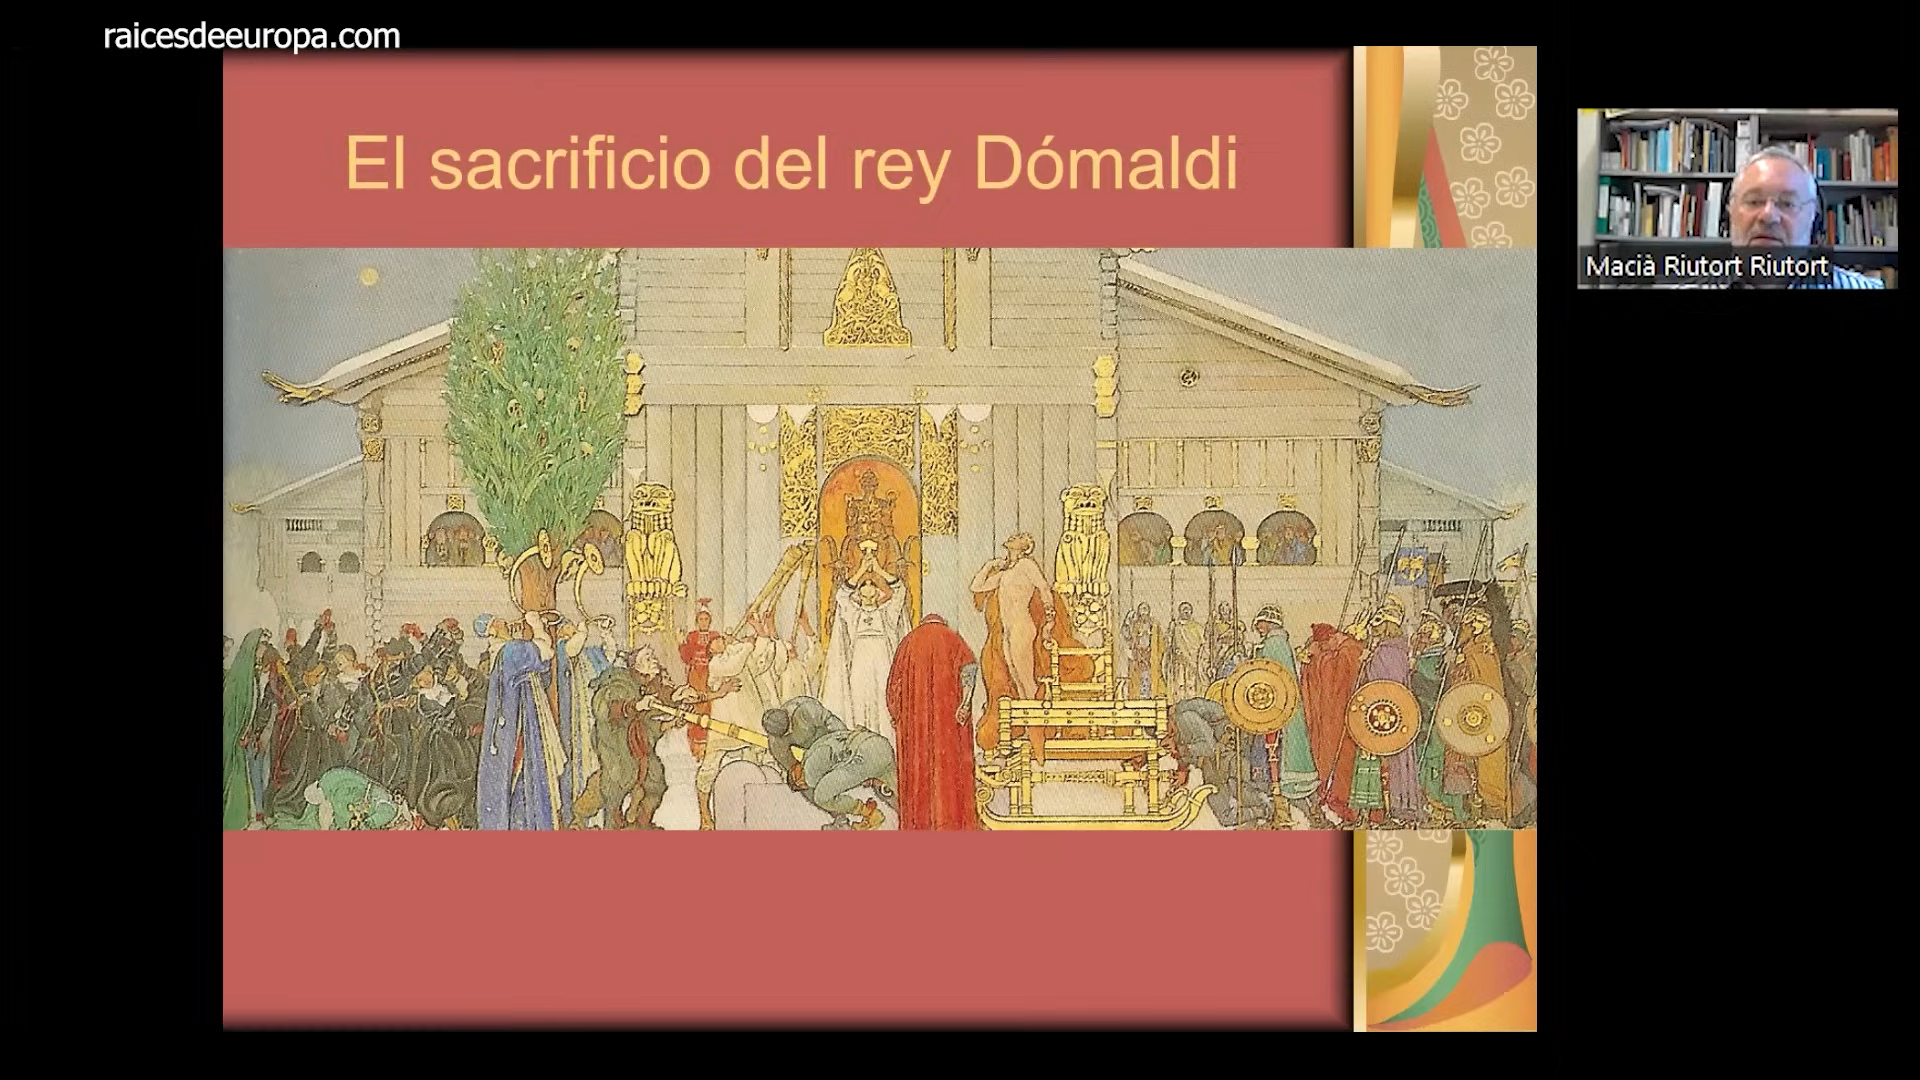 raicesdeeuropa.com
El sacrificio del rey Dómaldi
Macià Riutort Riutort